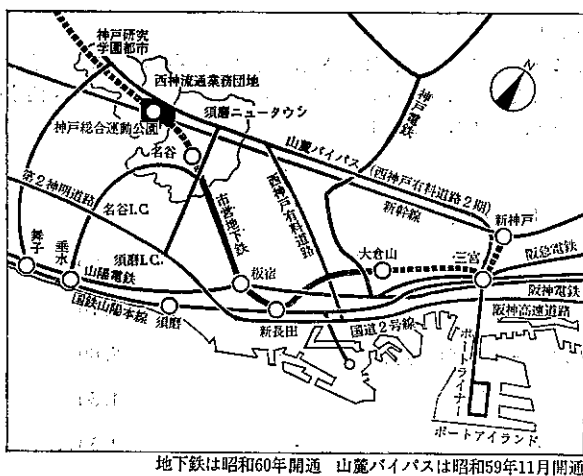 神戸研究
学園都市
西神流通業務団地
須磨ニュータウン
神戸総合運動公園
名谷
神戸電鉄
N
山麓バイパス(西神戸有料道路2期)
新幹線
新神戸
第2神明道路
名谷I.C.
市営地下鉄
西神戸有料道路
大倉山
三宮
阪急電鉄
舞子
垂水
須磨I.C.
山陽電鉄
板宿
国鉄山陽本線
須磨
新長田
国道2号線
阪神電鉄
阪神高速道路
ポートライナー
ポートアイランド
地下鉄は昭和60年開通 山麓バイパスは昭和59年11月開通